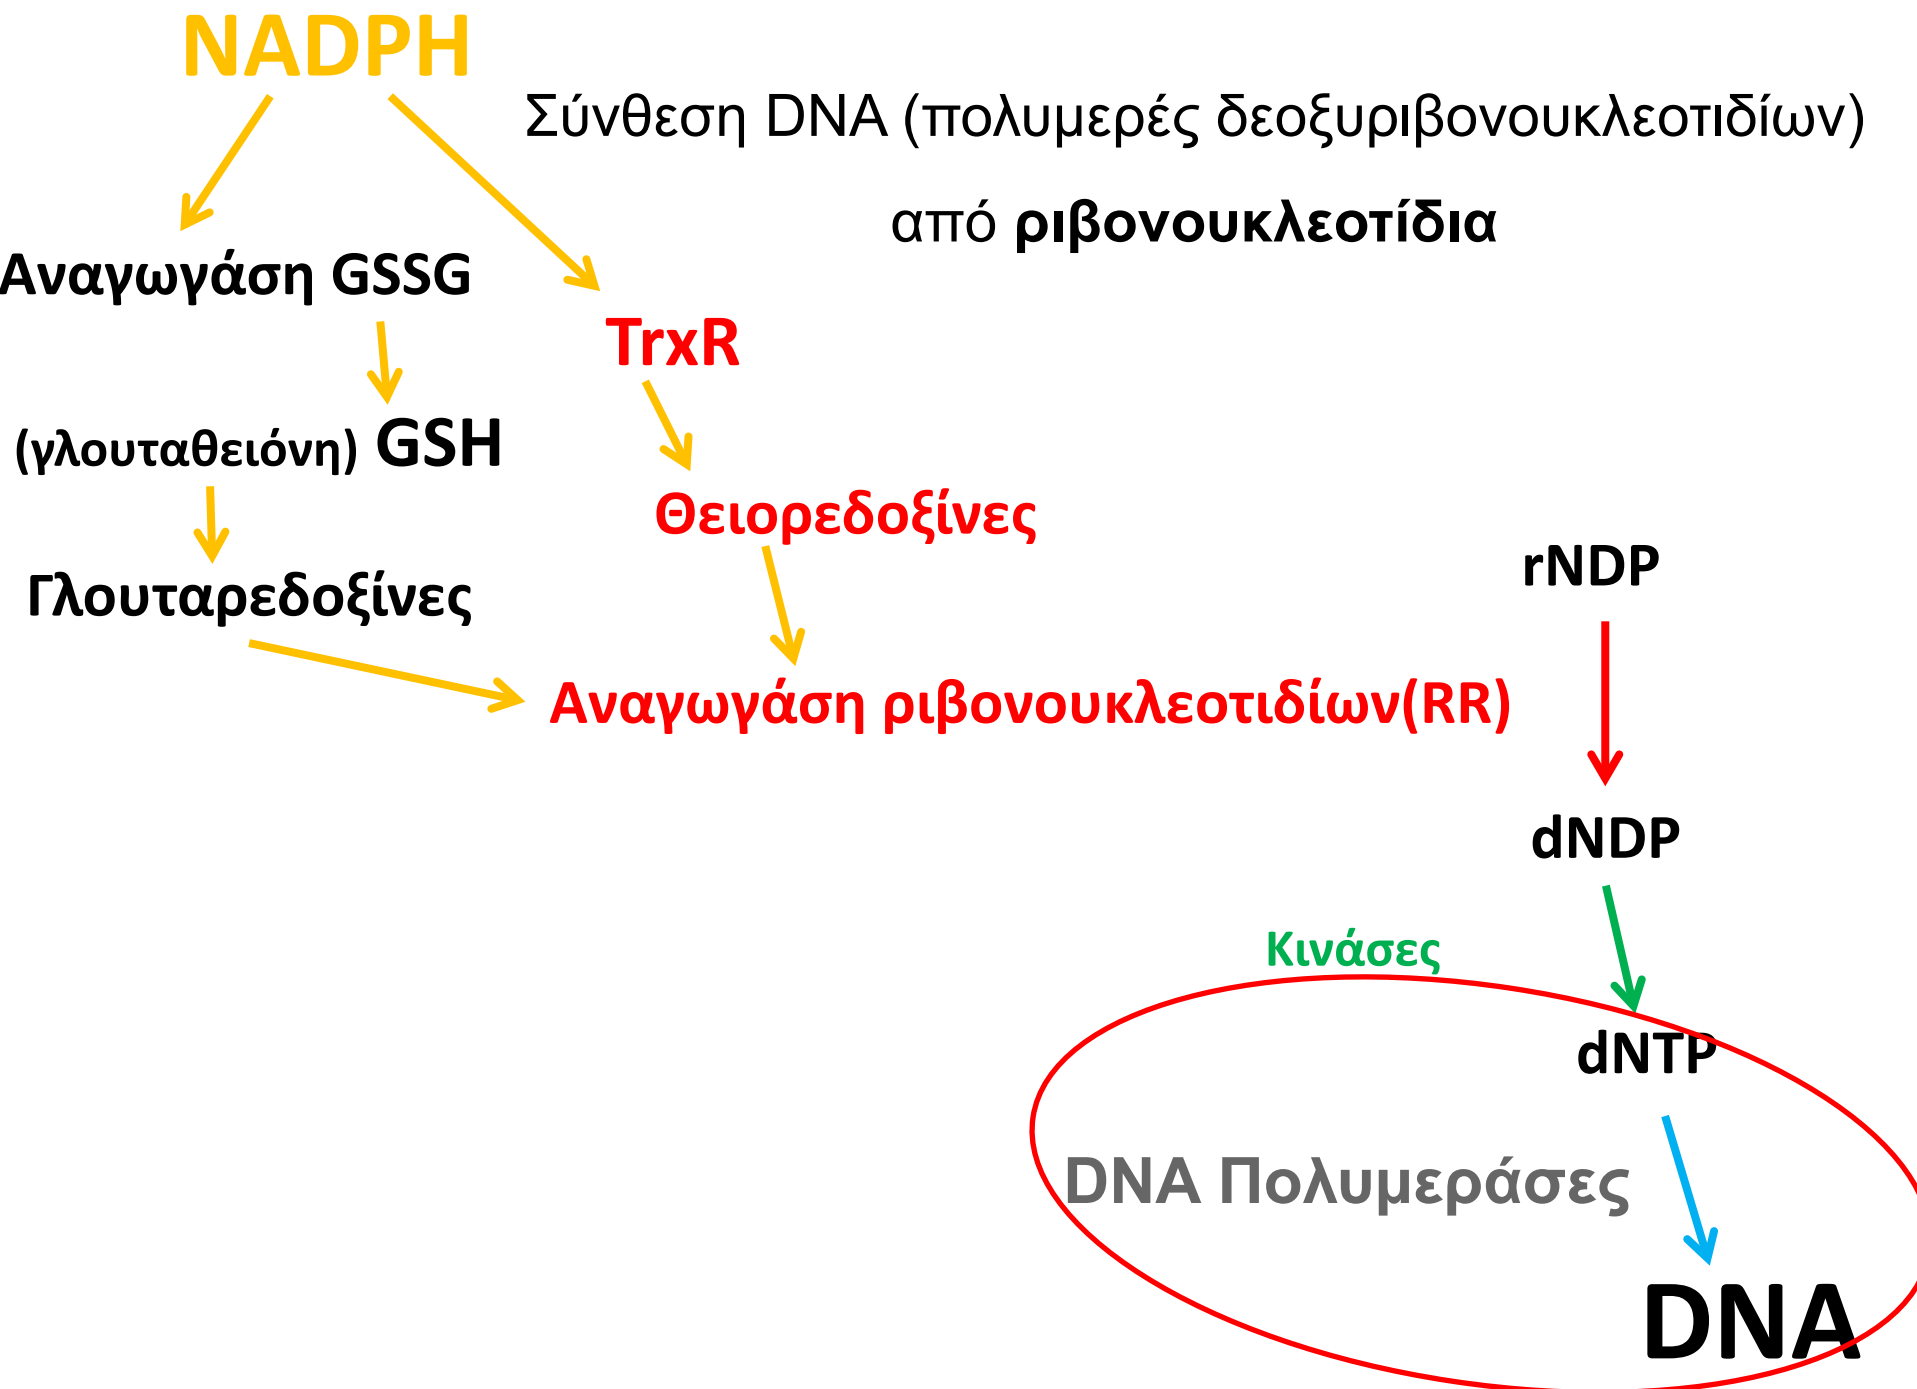 NADPH
Σύνθεση DNA (πολυμερές δεοξυριβονουκλεοτιδίων)
από ριβονουκλεοτίδια
Αναγωγάση GSSG
TrxR
(γλουταθειόνη) GSH
Θειορεδοξίνες
rNDP
Γλουταρεδοξίνες
Αναγωγάση ριβονουκλεοτιδίων(RR)
dNDP
Κινάσες
dNTP
DNA Πολυμεράσες
DNA